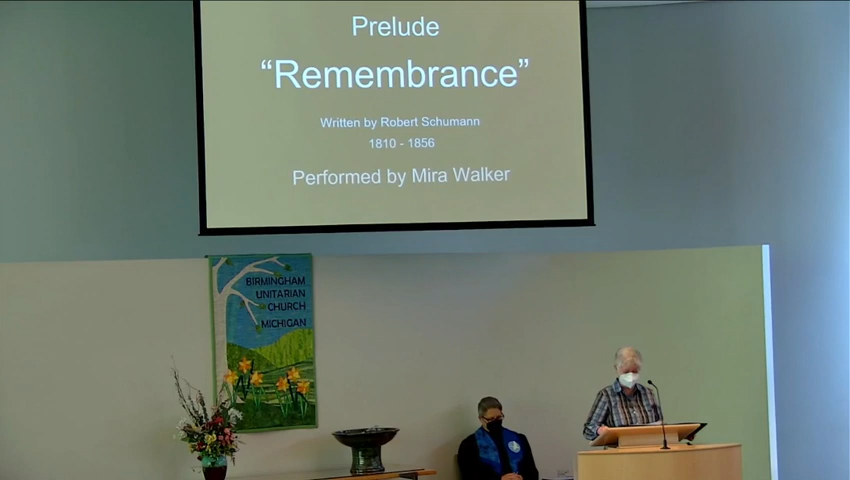 Prelude
“Remembrance”
Written by Robert Schumann
1810 - 1856
Performed by Mira Walker
BIRMINGHAM
UNITARIAN
CHURCH
MICHIGAN